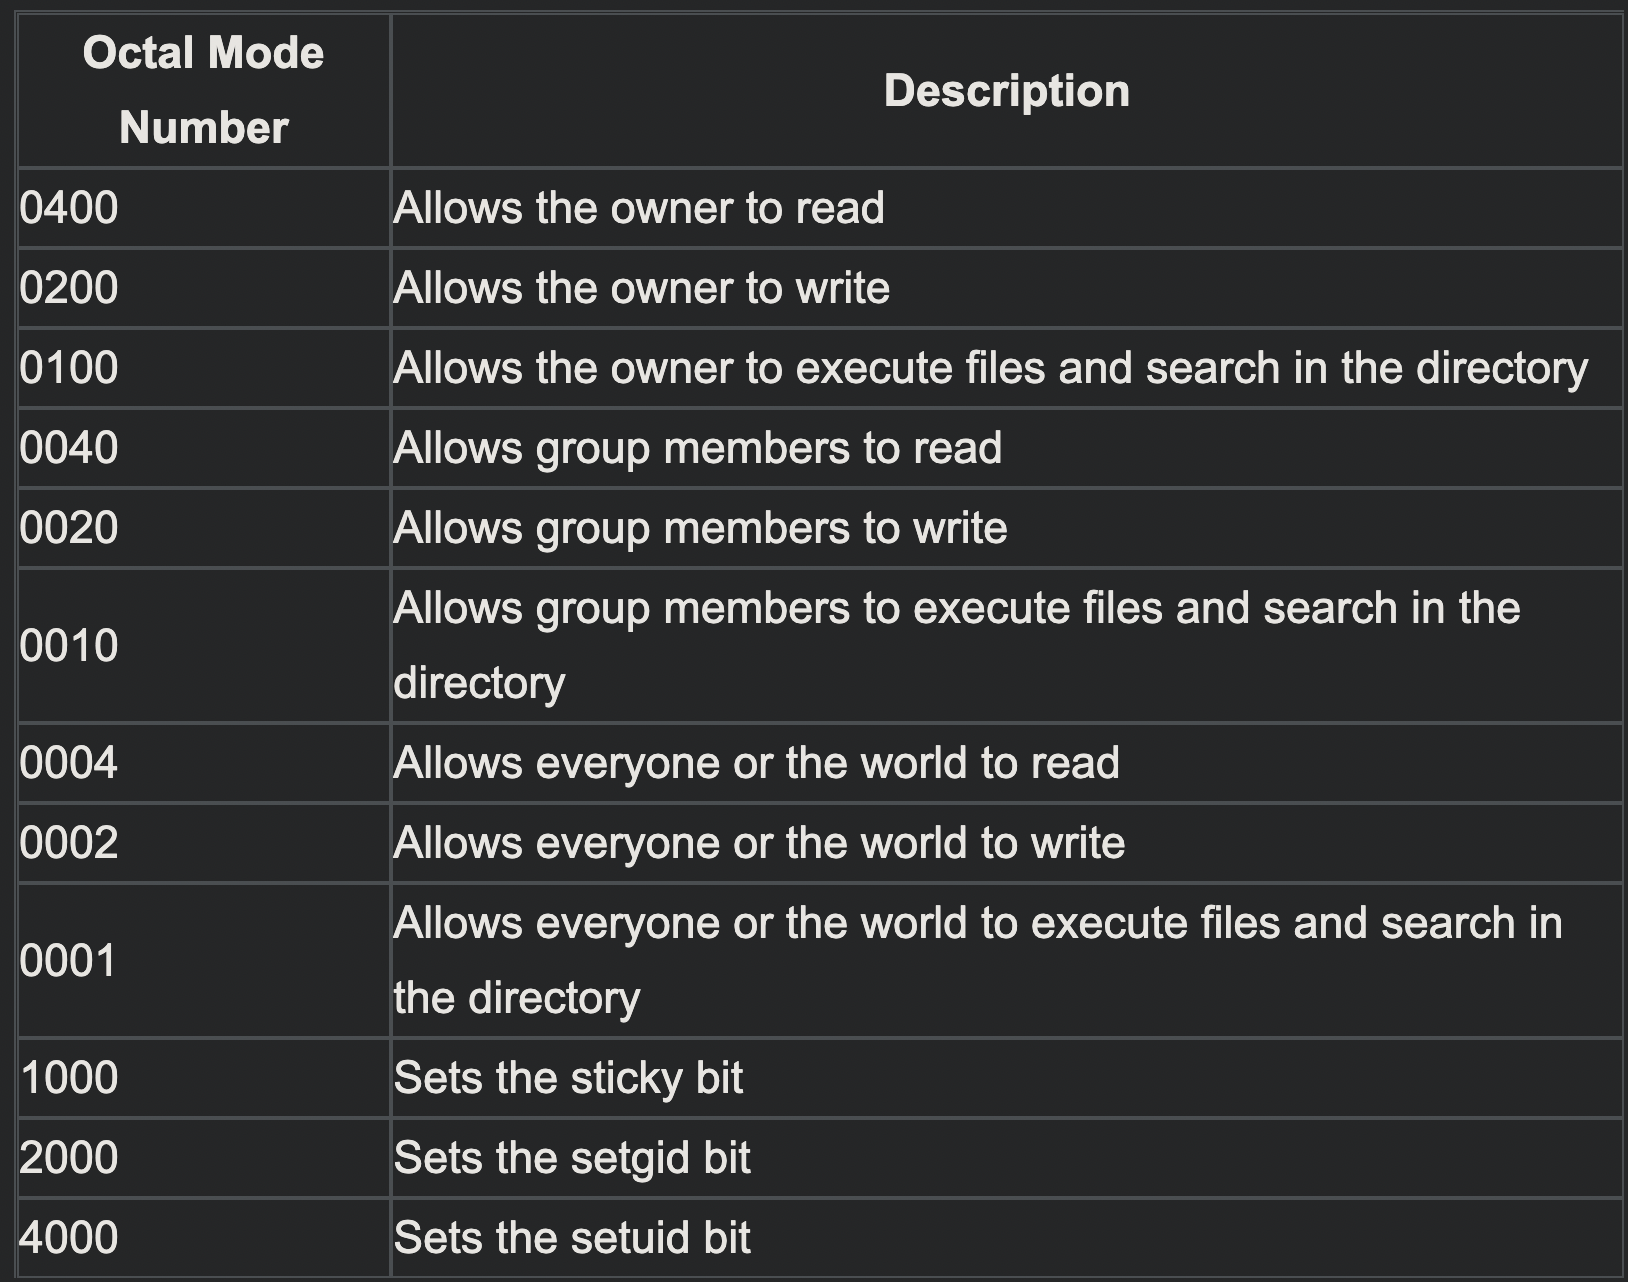 Octal Mode
Number
Description
0400
Allows the owner to read
0200
Allows the owner to write
0100
Allows the owner to execute files and search in the directory
0040
Allows group members to read
0020
Allows group members to write
0010
Allows group members to execute files and search in the
directory
0004
Allows everyone or the world to read
0002
Allows everyone or the world to write
0001
Allows everyone or the world to execute files and search in
the directory
1000
Sets the sticky bit
2000
Sets the setgid bit
4000
Sets the setuid bit